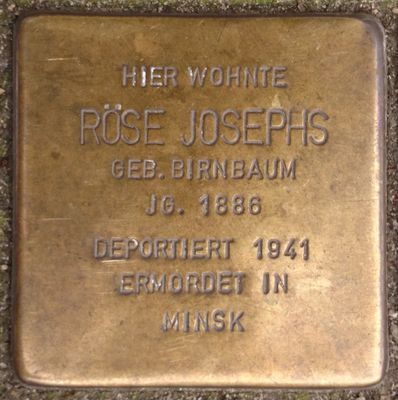 HIER WOHNTE
RÖSE JOSEPHS
GEB. BIRNBAUM
JG. 1886
DEPORTIERT 1941
ERMORDET IN
MINSK